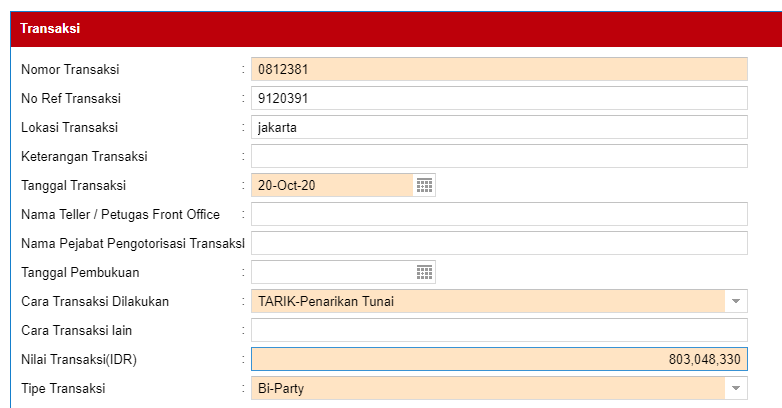 Transaksi
Nomor Transaksi : 0812381
No Ref Transaksi : 9120391
Lokasi Transaksi : jakarta
Keterangan Transaksi :
Tanggal Transaksi : 20-Oct-20
Nama Teller / Petugas Front Office :
Nama Pejabat Pengotorisasi Transaksi
Tanggal Pembukuan :
Cara Transaksi Dilakukan : TARIK-Penarikan Tunai
Cara Transaksi lain :
Nilai Transaksi(IDR) : 803,048,330
Tipe Transaksi : Bi-Party